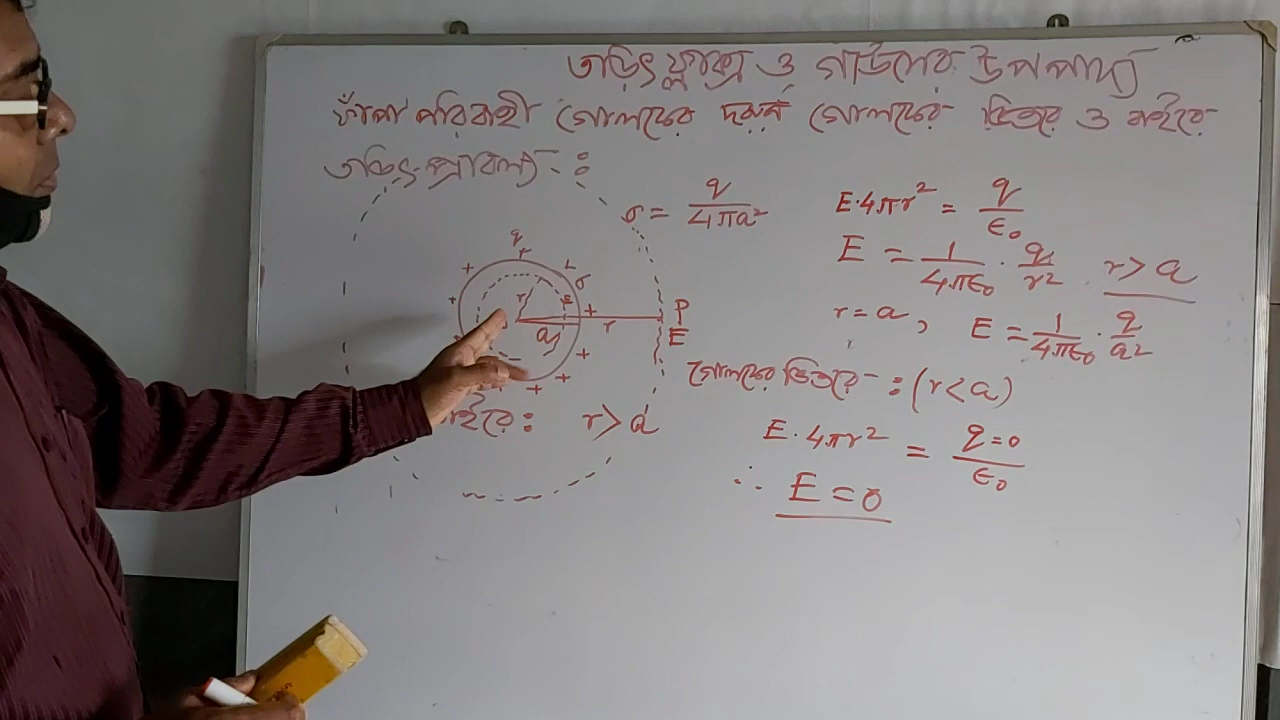 তড়িৎ ফ্লাক্স ও গাউসের উপপাদ্য
ফাঁপা পরিবাহী গোলকের দরুন গোলকের ভিতরে ও বাইরে
তড়িৎ প্রাবল্য :
σ = q / 4πa²
E·4πr² = q / ϵ₀
E = 1/4πϵ₀ · q/r² r > a
r = a, E = 1/4πϵ₀ · q/a²
q
r
+ + σ
+ r E + P
a r E
+ + + +
বাইরে: r > a
গোলকের ভিতরে : (r < a)
E·4πr² = q=0 / ϵ₀
∴ E = 0